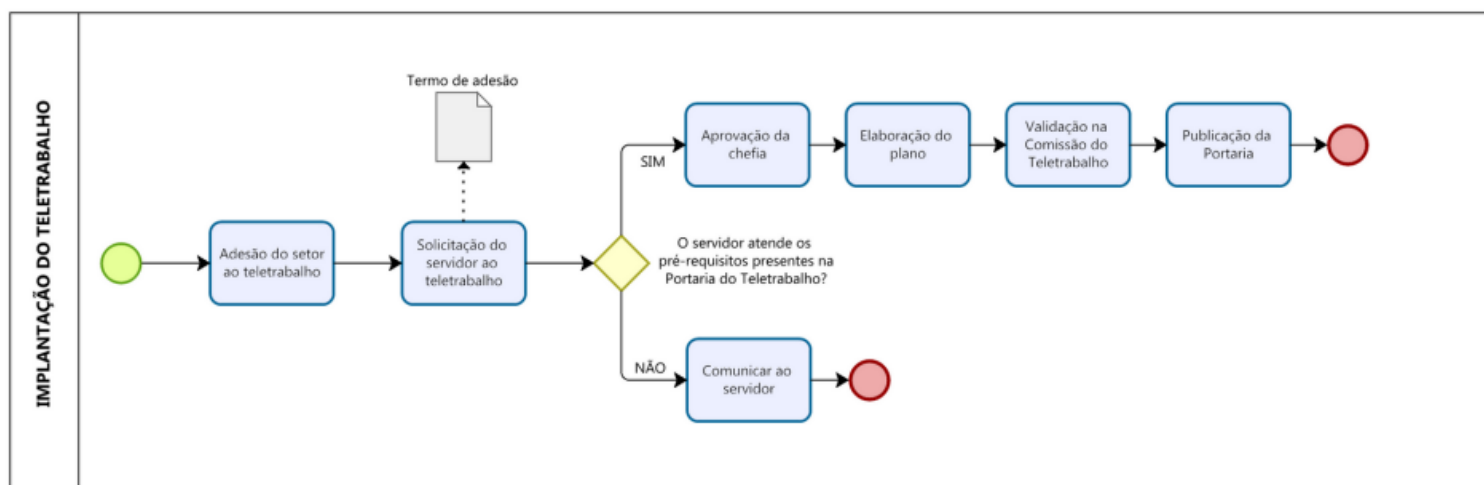 IMPLANTAÇÃO DO TELETRABALHO
Termo de adesão
Adesão do setor
ao teletrabalho
Solicitação do
servidor ao
teletrabalho
O servidor atende os
pré-requisitos presentes na
Portaria do Teletrabalho?
SIM
Aprovação da
chefia
Elaboração do
plano
Validação na
Comissão do
Teletrabalho
Publicação da
Portaria
NÃO
Comunicar ao
servidor